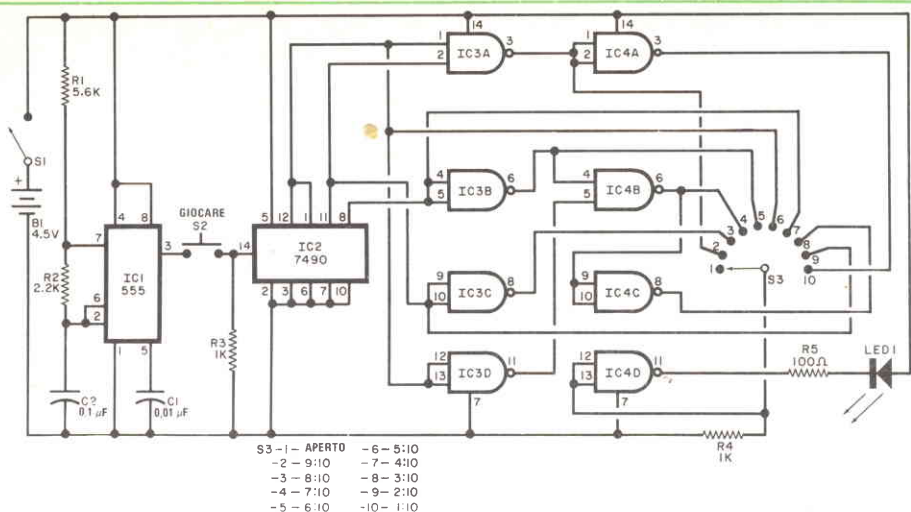 14
14
1
2
IC3A
3
1
2
IC4A
3
R1
5.6K
S1
+
B1
4.5V
4
8
7
3
GIOCARE
S2
IC1
555
R2
2.2K
6
2
1
5
5
12
1
11
8
14
IC2
7490
2
3
6
7
10
R3
1K
4
5
IC3B
6
4
5
IC4B
6
9
10
IC3C
8
9
10
IC4C
8
12
13
IC3D
11
7
12
13
IC4D
11
7
1
2
3
4
5
6
7
8
9
10
S3
R5
100Ω
LED1
R4
1K
C2
0,1 µF
C1
0,01 µF
S3-1- APERTO -6-5:10
-2-9:10 -7-4:10
-3-8:10 -8-3:10
-4-7:10 -9-2:10
-5-6:10 -10-1:10